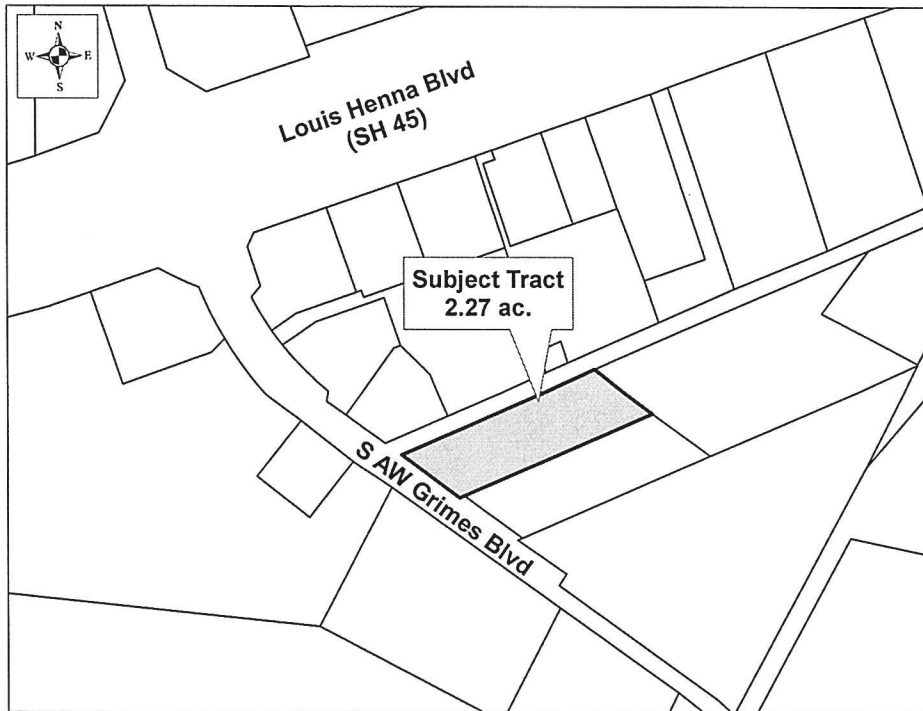 N
W E
S
Louis Henna Blvd
(SH 45)
Subject Tract
2.27 ac.
S AW Grimes Blvd